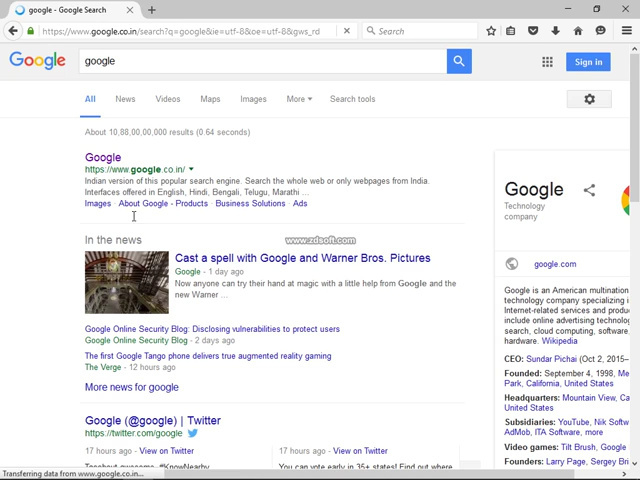 google - Google Search
https://www.google.co.in/search?q=google&ie=utf-8&oe=utf-8&gws_rd
Search
Google
google
Sign in
All News Videos Maps Images More Search tools
About 10,88,00,00,000 results (0.64 seconds)
Google
https://www.google.co.in/
Indian version of this popular search engine. Search the whole web or only webpages from India.
Interfaces offered in English, Hindi, Bengali, Telugu, Marathi ...
Images · About Google - Products · Business Solutions · Ads
In the news
www.zdsoft.com
Cast a spell with Google and Warner Bros. Pictures
Google - 1 day ago
Now anyone can try their hand at magic with a little help from Google and the
new Warner ...
Google Online Security Blog: Disclosing vulnerabilities to protect users
Google Online Security Blog - 2 days ago
The first Google Tango phone delivers true augmented reality gaming
The Verge - 12 hours ago
More news for google
Google (@google) | Twitter
https://twitter.com/google
17 hours ago - View on Twitter
17 hours ago - View on Twitter
#KnowNearby
You can vote early in 35+ states! Find out where
Google
Technology
company
google.com
Google is an American multination
technology company specializing i
Internet-related services and produ
include online advertising technolo
search, cloud computing, software
hardware. Wikipedia
CEO: Sundar Pichai (Oct 2, 2015–
Founded: September 4, 1998, Me
Park, California, United States
Headquarters: Mountain View, Ca
United States
Subsidiaries: YouTube, Nik Softw
AdMob, ITA Software, more
Video games: Tilt Brush, Google
Founders: Larry Page, Sergey Bri
Transferring data from www.google.co.in...